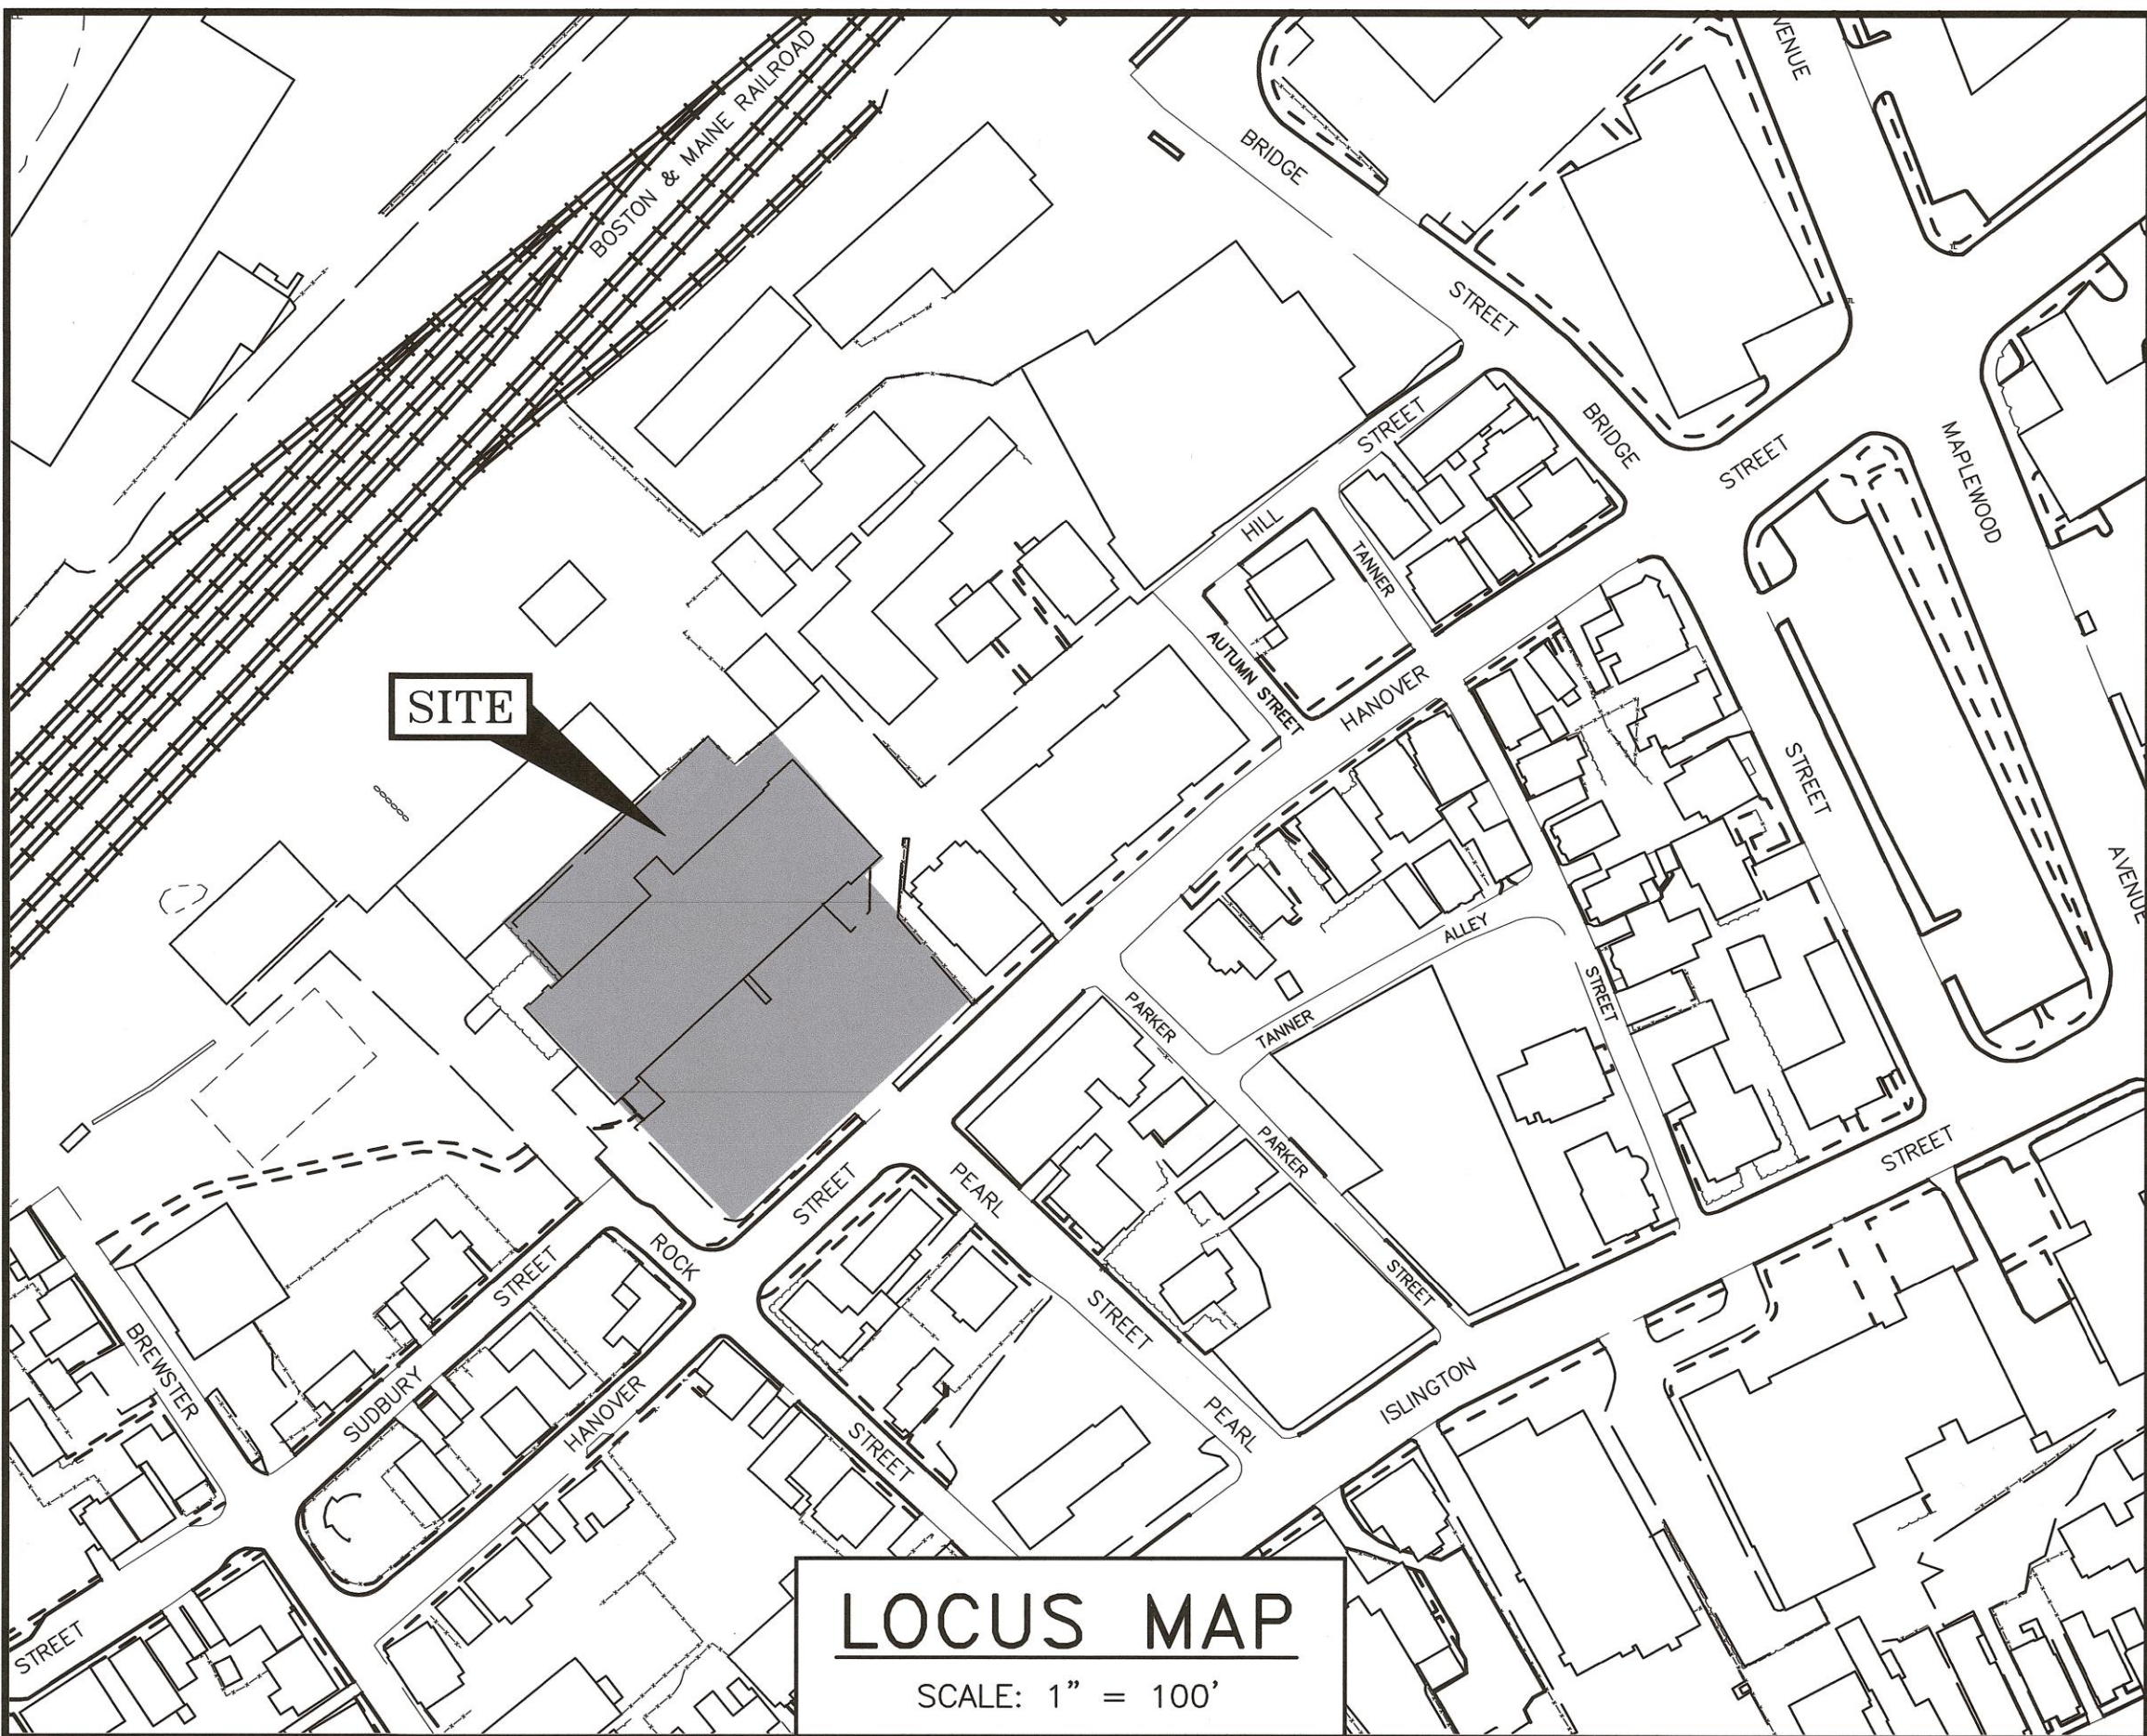 BOSTON & MAINE RAILROAD
BRIDGE
STREET
STREET
BRIDGE
STREET
MAPLEWOOD
HILL
TANNER
AUTUMN STREET
HANOVER
SITE
STREET
AVENUE
ALLEY
STREET
PARKER
TANNER
PARKER
STREET
STREET
PEARL
STREET
ROCK
STREET
STREET
BREWSTER
SUDBURY
HANOVER
STREET
PEARL
ISLINGTON
STREET
LOCUS MAP
SCALE: 1" = 100'